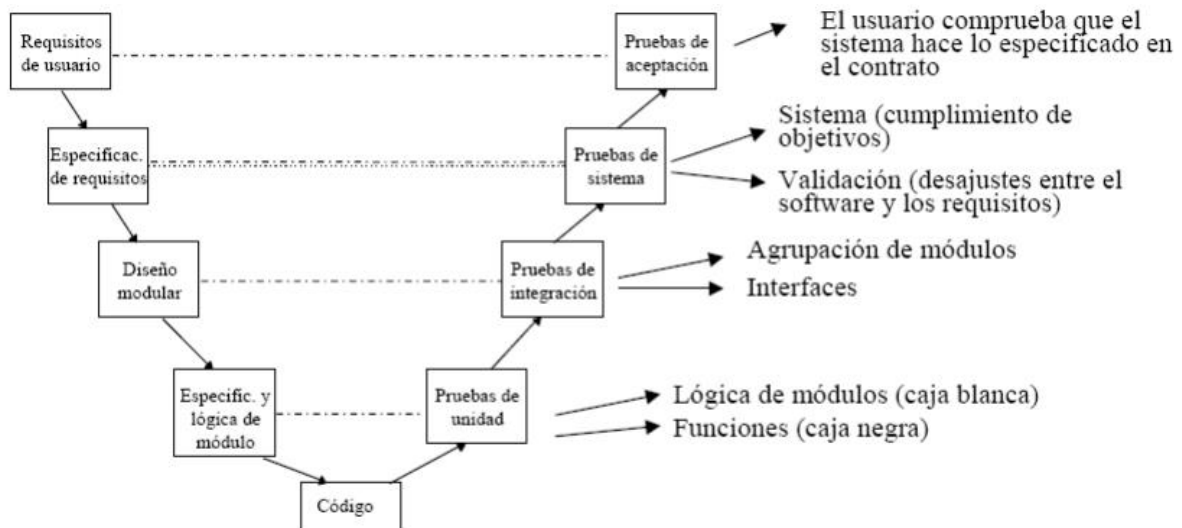 Requisitos
de usuario
Pruebas de
aceptación
El usuario comprueba que el
sistema hace lo especificado en
el contrato
Especificac.
de requisitos
Pruebas de
sistema
Sistema (cumplimiento de
objetivos)
Validación (desajustes entre el
software y los requisitos)
Diseño
modular
Pruebas de
integración
Agrupación de módulos
Interfaces
Especific. y
lógica de
módulo
Pruebas de
unidad
Lógica de módulos (caja blanca)
Funciones (caja negra)
Código